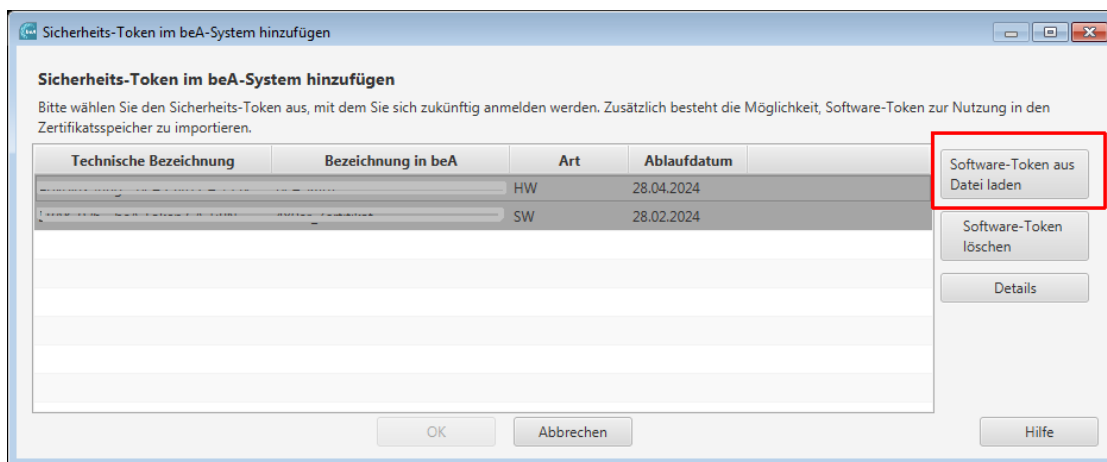 Sicherheits-Token im beA-System hinzufügen
Sicherheits-Token im beA-System hinzufügen
Bitte wählen Sie den Sicherheits-Token aus, mit dem Sie sich zukünftig anmelden werden. Zusätzlich besteht die Möglichkeit, Software-Token zur Nutzung in den
Zertifikatsspeicher zu importieren.
Technische Bezeichnung Bezeichnung in beA Art Ablaufdatum
HW 28.04.2024
SW 28.02.2024
Software-Token aus
Datei laden
Software-Token
löschen
Details
OK Abbrechen Hilfe